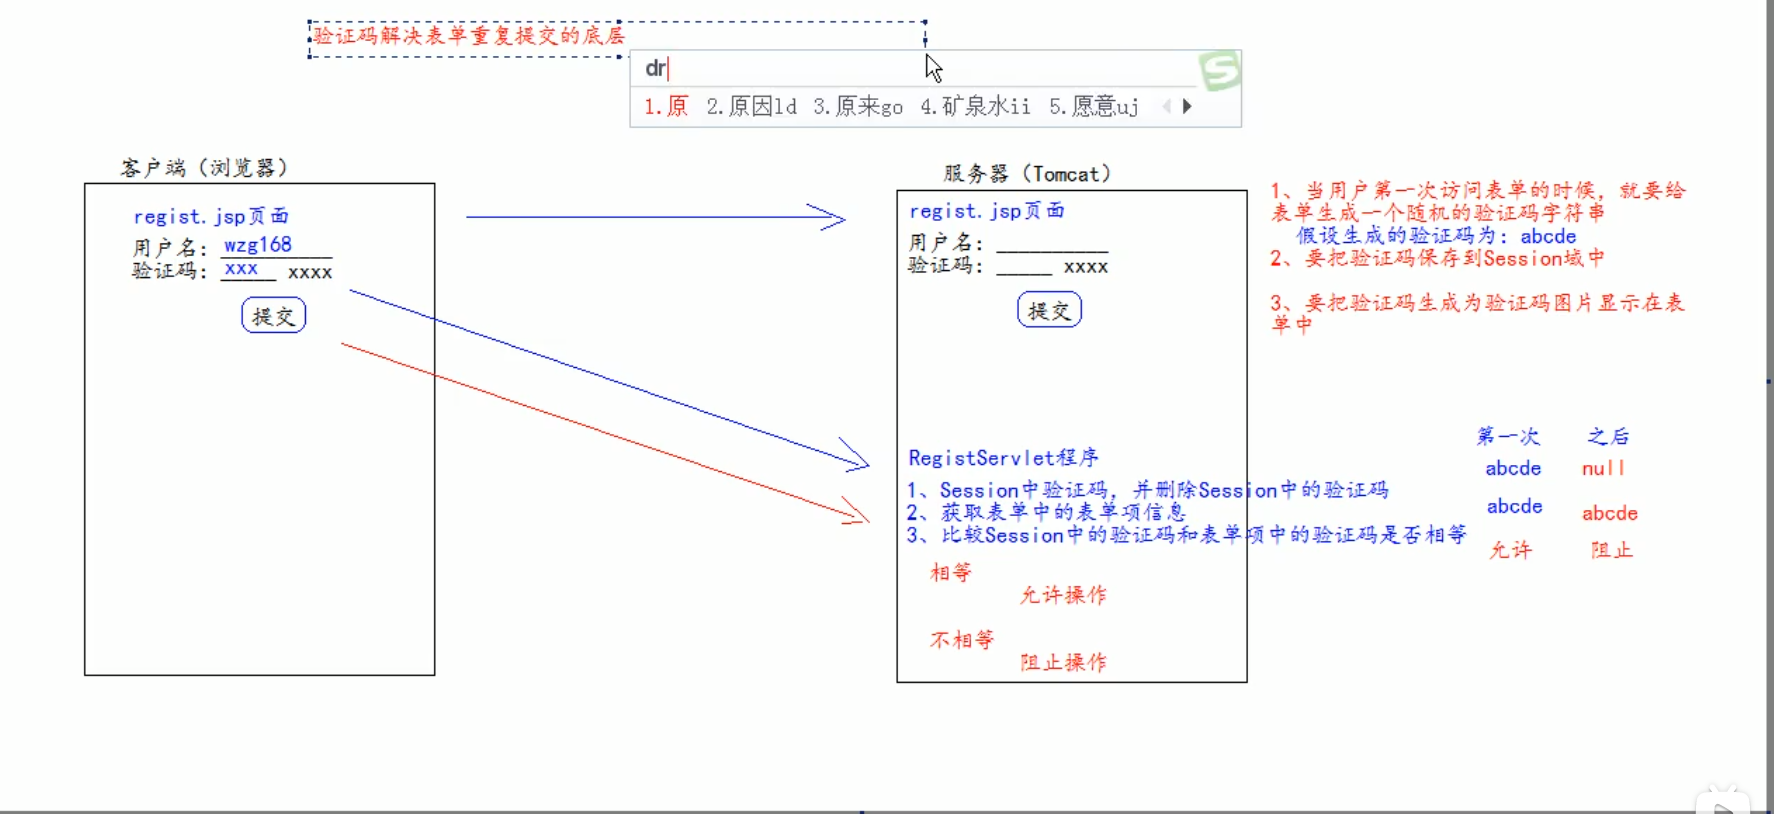 验证码解决表单重复提交的底层
dr
1.原 2.原因ld 3.原来go 4.矿泉水ii 5.愿意uj
客户端（浏览器）
regist.jsp页面
用户名：wzg168
验证码：xxx xxxx
提交
服务器（Tomcat）
regist.jsp页面
用户名：__________
验证码：_____ xxxx
提交
1、当用户第一次访问表单的时候，就要给
表单生成一个随机的验证码字符串
假设生成的验证码为：abcde
2、要把验证码保存到Session域中
3、要把验证码生成为验证码图片显示在表
单中
RegistServlet程序
1、Session中验证码，并删除Session中的验证码
2、获取表单中的表单项信息
3、比较Session中的验证码和表单项中的验证码是否相等
相等
允许操作
不相等
阻止操作
第一次 之后
abcde null
abcde abcde
允许 阻止